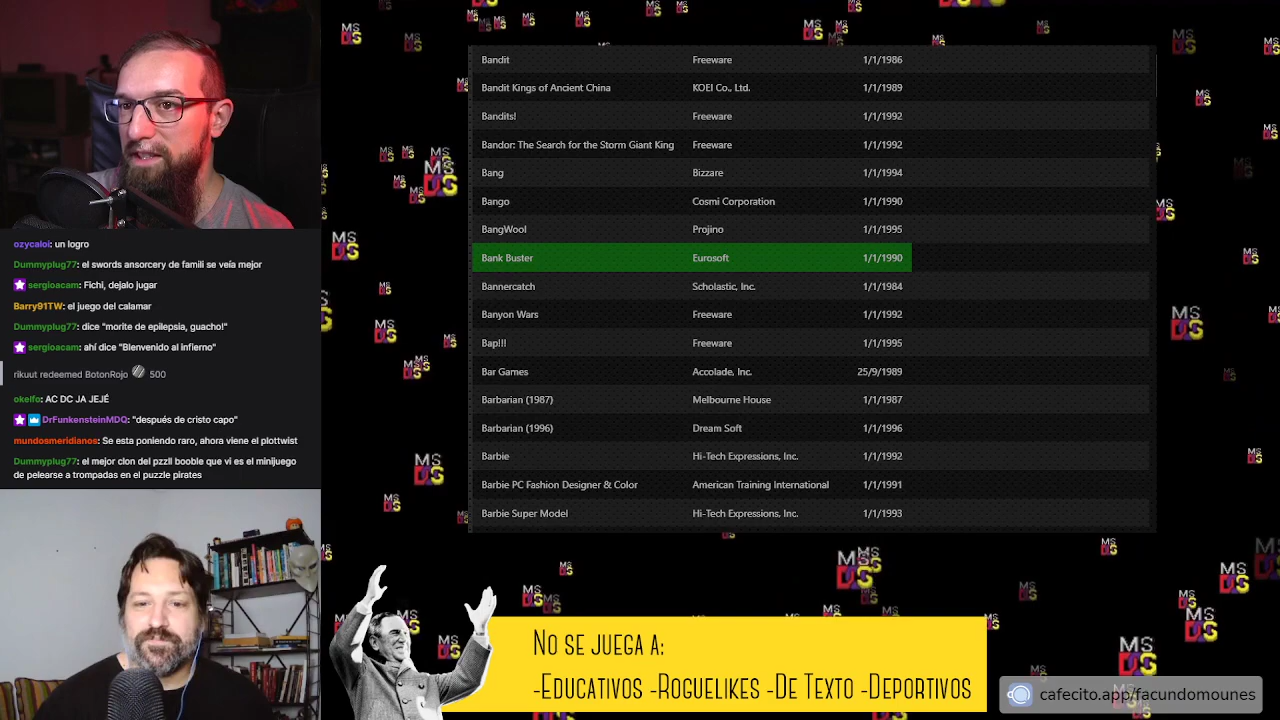 ozycaloi: un logro
Dummyplug77: el swords ansorcery de famili se veía mejor
sergioacam: Fichi, dejalo jugar
Barry91TW: el juego del calamar
Dummyplug77: dice "morite de epilepsia, guacho!"
sergioacam: ahí dice "BIenvenido al infierno"
rikuut redeemed BotonRojo 500
okeifo: AC DC JA JEJÉ
DrFunkensteinMDQ: "después de cristo capo"
mundosmeridianos: Se esta poniendo raro, ahora viene el plottwist
Dummyplug77: el mejor clon del pzzll booble que vi es el minijuego
de pelearse a trompadas en el puzzle pirates
Bandit Freeware 1/1/1986
Bandit Kings of Ancient China KOEI Co., Ltd. 1/1/1989
Bandits! Freeware 1/1/1992
Bandor: The Search for the Storm Giant King Freeware 1/1/1992
Bang Bizzare 1/1/1994
Bango Cosmi Corporation 1/1/1990
BangWool Projino 1/1/1995
Bank Buster Eurosoft 1/1/1990
Bannercatch Scholastic, Inc. 1/1/1984
Banyon Wars Freeware 1/1/1992
Bap!!! Freeware 1/1/1995
Bar Games Accolade, Inc. 25/9/1989
Barbarian (1987) Melbourne House 1/1/1987
Barbarian (1996) Dream Soft 1/1/1996
Barbie Hi-Tech Expressions, Inc. 1/1/1992
Barbie PC Fashion Designer & Color American Training International 1/1/1991
Barbie Super Model Hi-Tech Expressions, Inc. 1/1/1993
No se juega a:
-Educativos -Roguelikes -De Texto -Deportivos
cafecito.app/facundomounes